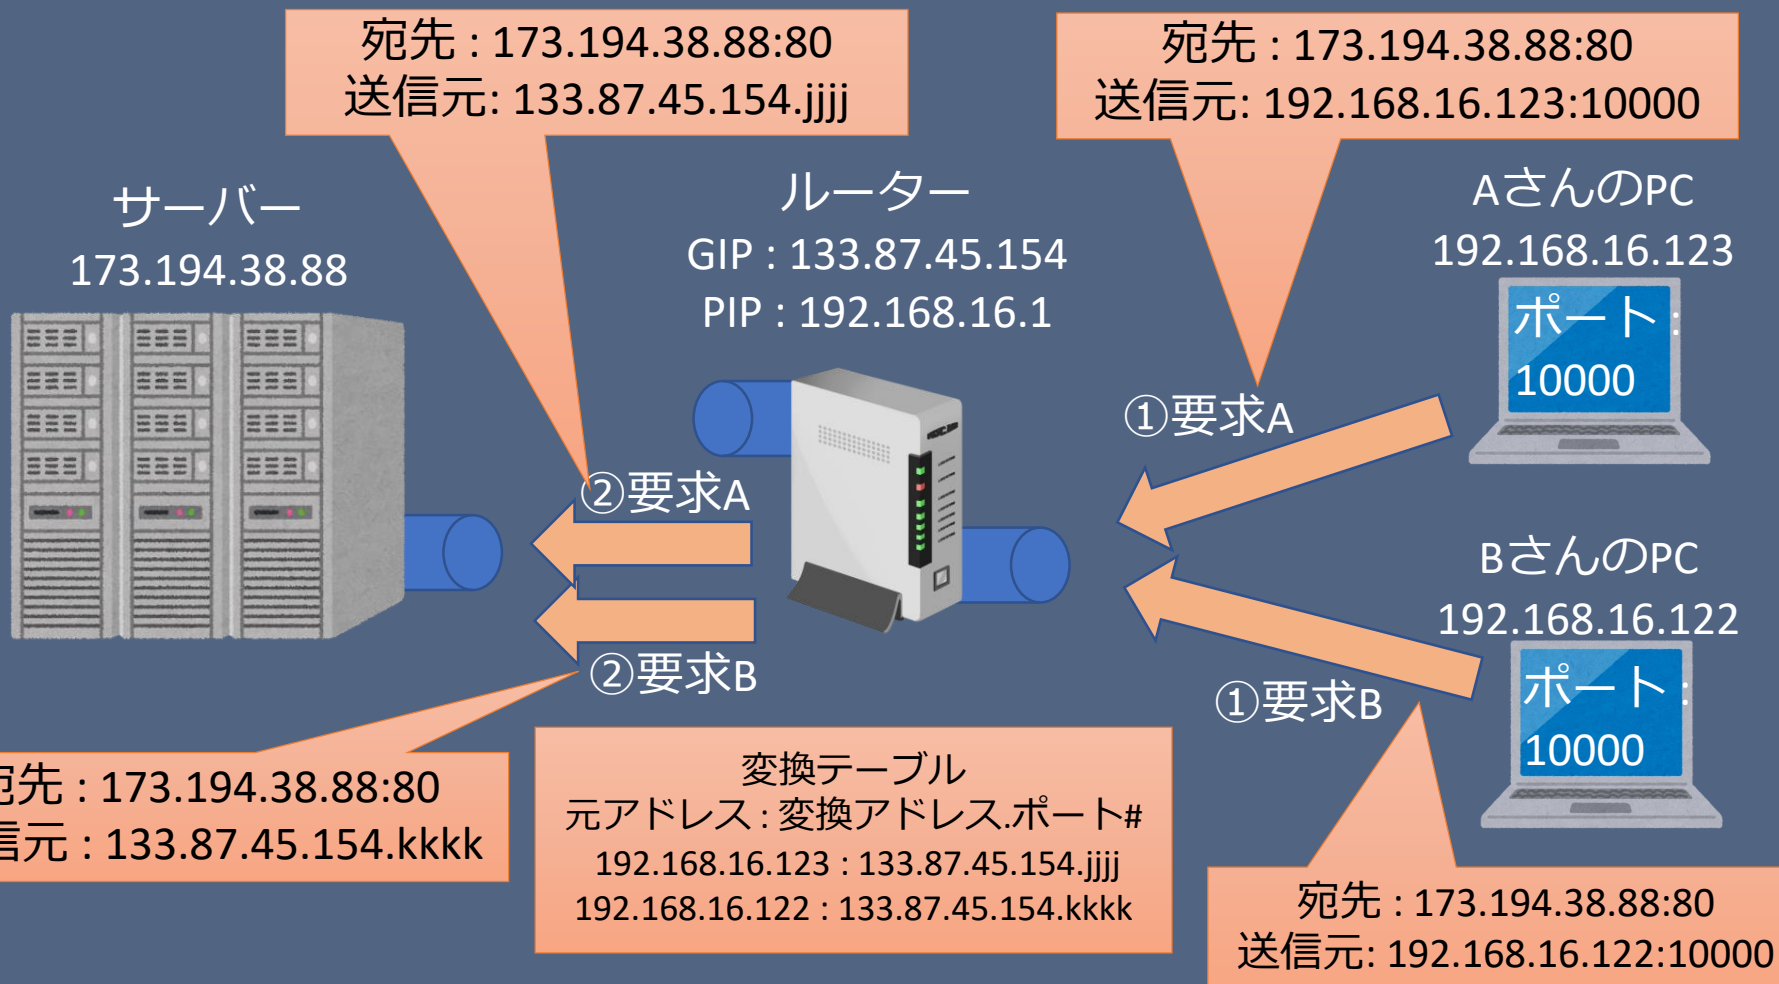 宛先 : 173.194.38.88:80
送信元: 133.87.45.154.jjjj
宛先 : 173.194.38.88:80
送信元: 192.168.16.123:10000
サーバー
173.194.38.88
ルーター
GIP : 133.87.45.154
PIP : 192.168.16.1
AさんのPC
192.168.16.123
ポート :
10000
①要求A
②要求A
BさんのPC
192.168.16.122
ポート :
10000
①要求B
②要求B
宛先 : 173.194.38.88:80
信元 : 133.87.45.154.kkkk
変換テーブル
元アドレス : 変換アドレス.ポート#
192.168.16.123 : 133.87.45.154.jjjj
192.168.16.122 : 133.87.45.154.kkkk
宛先 : 173.194.38.88:80
送信元: 192.168.16.122:10000